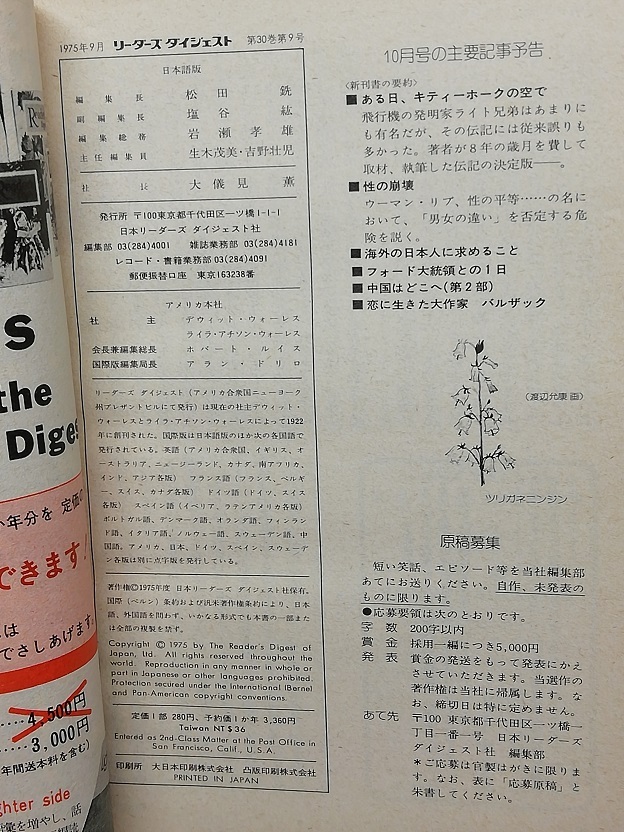 s
the
Diges
か年分を 定価の
できます!
は
でさしあげます。
4,500円
3,000円
年間送本料を含む)
ghter side
彙を増やし、話
1975年9月 リーダーズ・ダイジェスト 第30巻第9号
日本語版
編集長 松田 銑
副編集長 塩谷 紘
編集総務 岩瀬孝雄
主任編集員 生木茂美・吉野壮児
社長 大儀見 薫
発行所 〒100東京都千代田区一ツ橋1-1-1
日本リーダーズ ダイジェスト社
編集部 03(284)4001 雑誌業務部 03(284)4181
レコード・書籍業務部 03(284)4091
郵便振替口座 東京163238番
アメリカ本社
社主 デウィット・ウォーレス
ライラ・アチソン・ウォーレス
会長兼編集総長 ホバート・ルイス
国際版編集局長 アラン・ドリロ
リーダーズ ダイジェスト(アメリカ合衆国ニューヨーク
州プレザントビルにて発行)は現在の社主デウィット・
ウォーレスとライラ・アチソン・ウォーレスによって1922
年に創刊された。国際版は日本語版のほか次の各国語で
発行されている。英語(アメリカ合衆国、イギリス、オ
ーストラリア、ニュージーランド、カナダ、南アフリカ、
インド、アジア各版) フランス語(フランス、ベルギ
ー、スイス、カナダ各版) ドイツ語(ドイツ、スイス
各版) スペイン語(イベリア、ラテンアメリカ各版)
ポルトガル語、デンマーク語、オランダ語、フィンラン
ド語、イタリア語、ノルウェー語、スウェーデン語、中
国語。アメリカ、日本、ドイツ、スペイン、スウェーデ
ン各版は別に点字版を発行している。
著作権©1975年度 日本リーダーズ ダイジェスト社保有。
国際(ベルン)条約および汎米著作権条約により、日本
語、外国語を問わず、いかなる形式でも本書の一部また
は全部の複製を禁ず。
Copyright © 1975 by The Reader's Digest of
Japan, Ltd. All rights reserved throughout the
world. Reproduction in any manner in whole or
part in Japanese or other languages prohibited.
Protection secured under the International (Berne)
and Pan-American copyright conventions.
定価1部 280円、予約価1か年 3,360円
Taiwan NT$36
Entered as 2nd-Class Matter at the Post Office in
San Francisco, Calif., U.S.A.
印刷所 大日本印刷株式会社 凸版印刷株式会社
PRINTED IN JAPAN
10月号の主要記事予告
〈新刊書の要約〉
■ある日、キティーホークの空で
飛行機の発明家ライト兄弟はあまりに
も有名だが、その伝記には従来誤りも
多かった。著者が8年の歳月を費して
取材、執筆した伝記の決定版──。
■性の崩壊
ウーマン・リブ、性の平等……の名に
おいて、「男女の違い」を否定する危
険を説く。
■海外の日本人に求めること
■フォード大統領との1日
■中国はどこへ(第2部)
■恋に生きた大作家 バルザック
(渡辺允康 画)
ツリガネニンジン
原稿募集
短い笑話、エピソード等を当社編集部
あてにお送りください。自作、未発表の
ものに限ります。
●応募要領は次のとおりです。
字数 200字以内
賞金 採用一編につき5,000円
発表 賞金の発送をもって発表にかえ
させていただきます。当選作の
著作権は当社に帰属します。な
お、締切日は特に定めません。
あて先 〒100 東京都千代田区一ツ橋一
丁目一番一号 日本リーダーズ
ダイジェスト社 編集部
*ご応募は官製はがきに限りま
す。なお、表に「応募原稿」と
朱書してください。